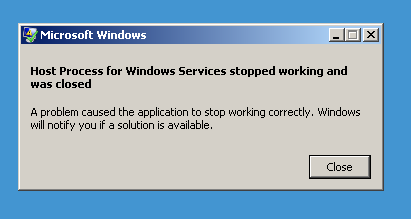 Microsoft Windows
Host Process for Windows Services stopped working and
was closed
A problem caused the application to stop working correctly. Windows
will notify you if a solution is available.
Close